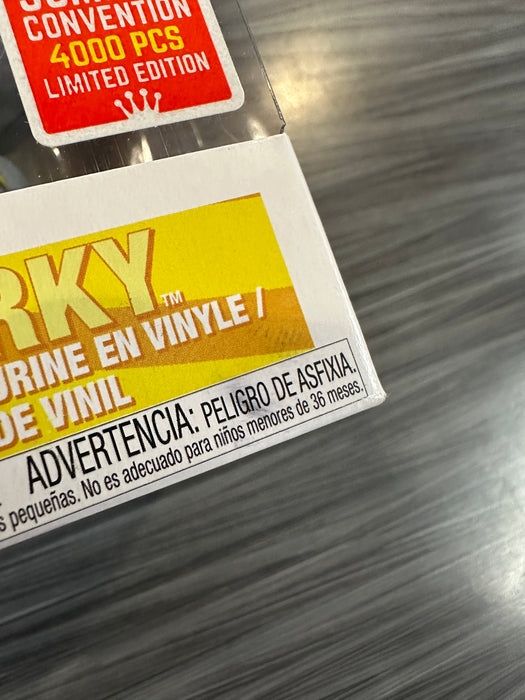 CONVENTION
4000 PCS
LIMITED EDITION
RKY™
URINE EN VINYLE /
DE VINIL
ADVERTENCIA: PELIGRO DE ASFIXIA.
s pequeñas. No es adecuado para niños menores de 36 meses.